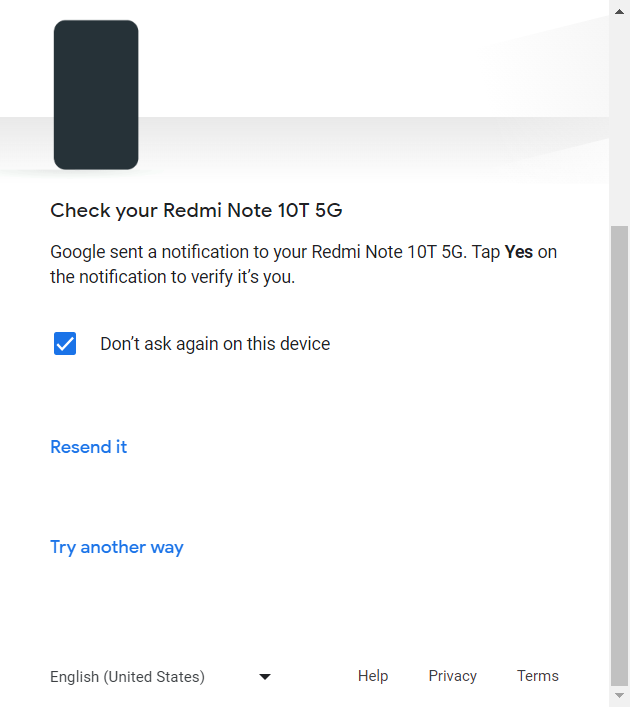 Check your Redmi Note 10T 5G
Google sent a notification to your Redmi Note 10T 5G. Tap Yes on
the notification to verify it’s you.
Don’t ask again on this device
Resend it
Try another way
English (United States) Help Privacy Terms